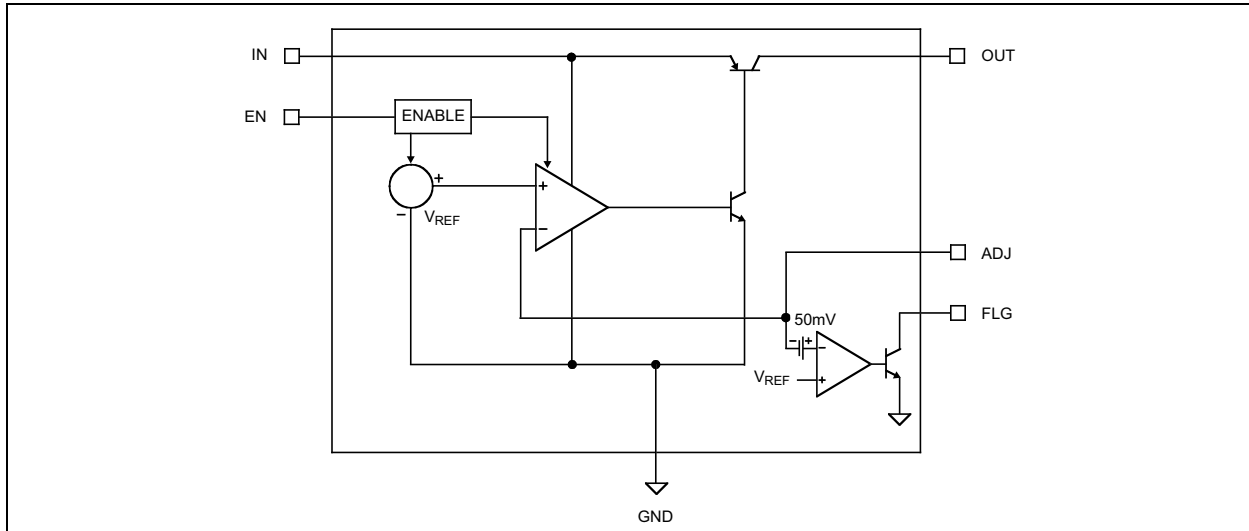 IN
OUT
EN
ENABLE
+
+
−
V_REF
−
ADJ
50mV
FLG
− +
−
V_REF
+
GND